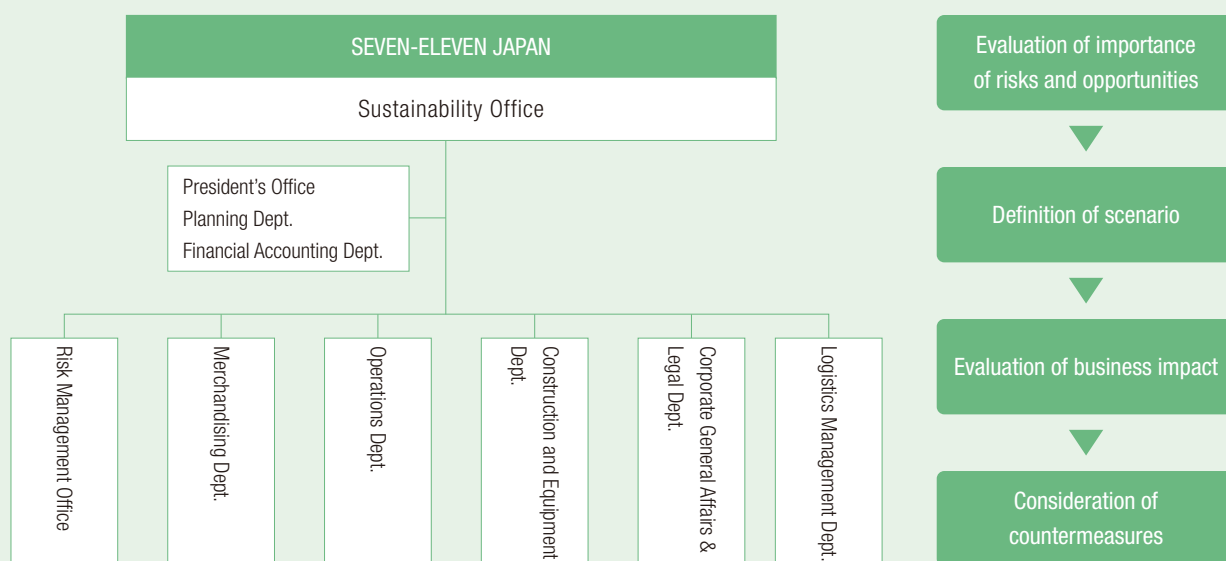 SEVEN-ELEVEN JAPAN
Sustainability Office
President's Office
Planning Dept.
Financial Accounting Dept.
Risk Management Office
Merchandising Dept.
Operations Dept.
Construction and Equipment
Dept.
Corporate General Affairs &
Legal Dept.
Logistics Management Dept.
Evaluation of importance
of risks and opportunities
Definition of scenario
Evaluation of business impact
Consideration of
countermeasures